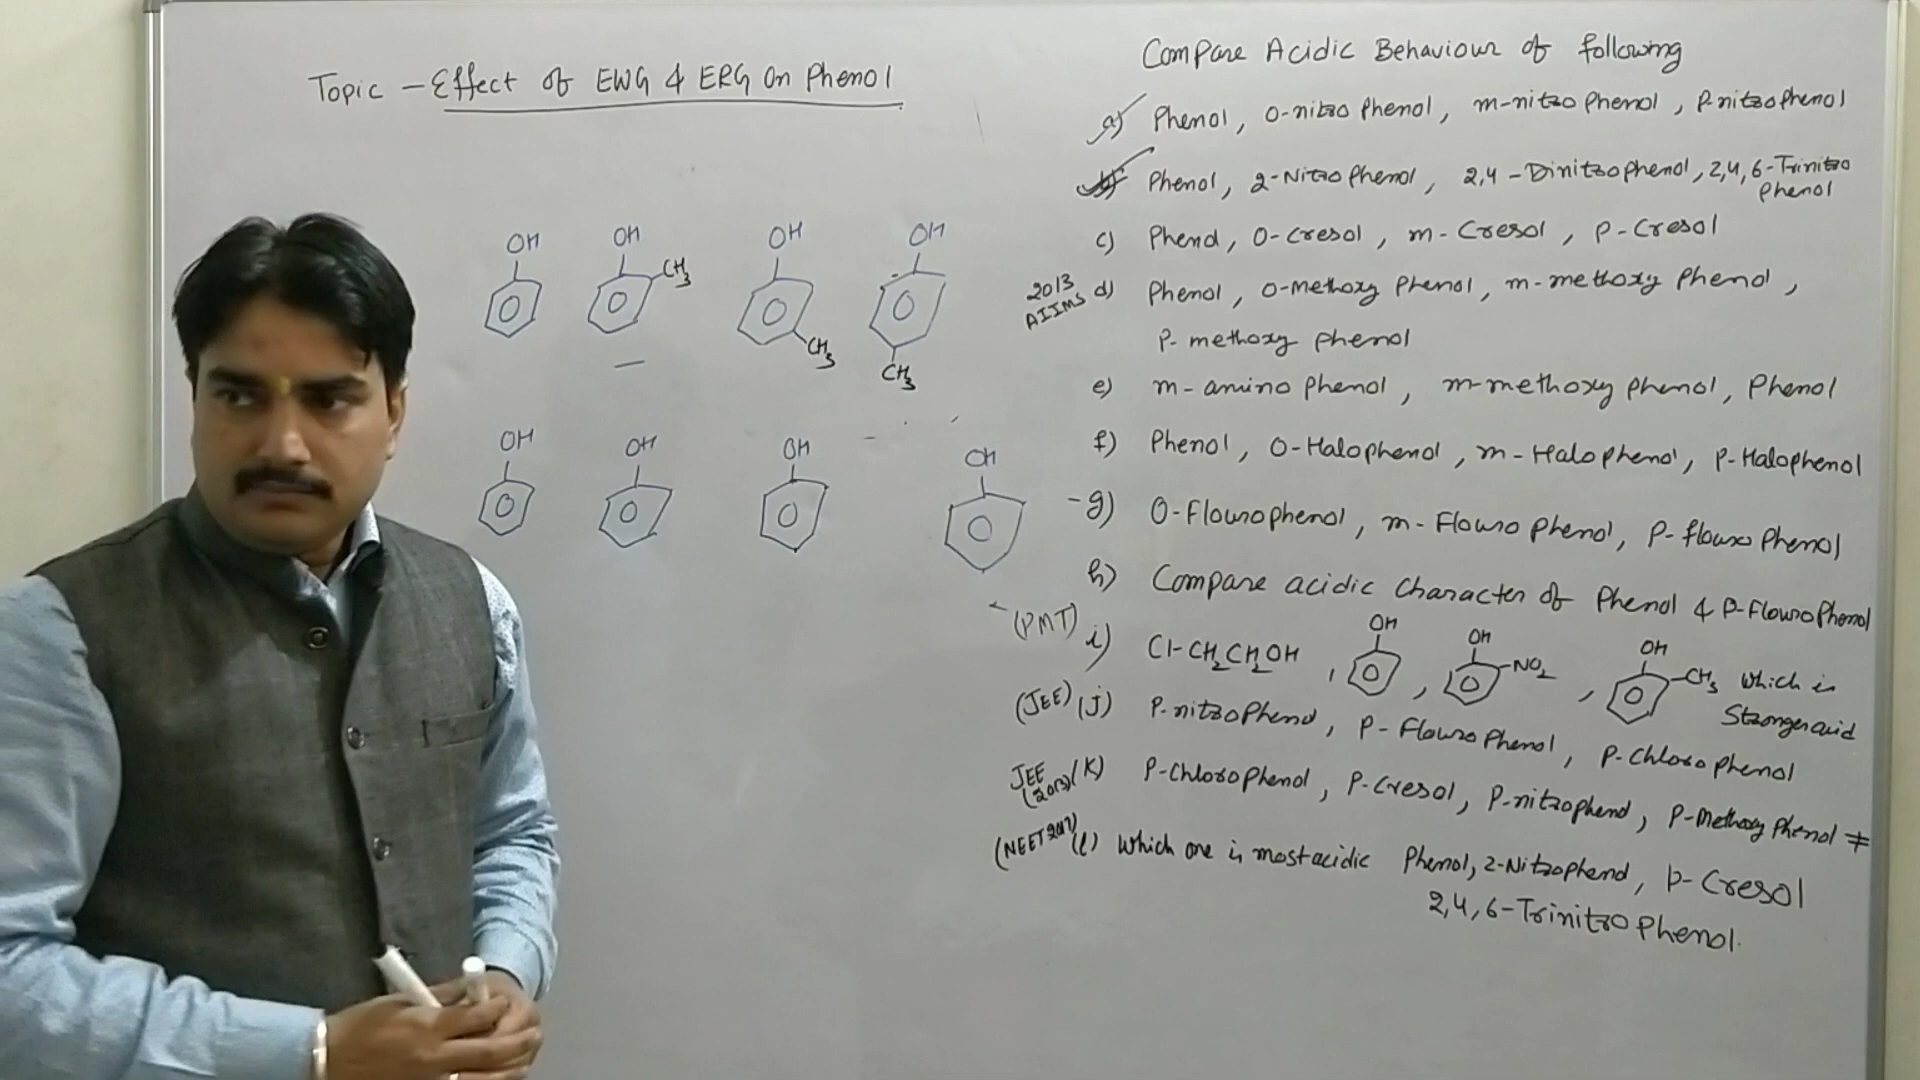 Topic - Effect of EWG & ERG On Phenol
OH OH OH OH
CH3
CH3
CH3
OH OH OH OH
Compare Acidic Behaviour of following
a) Phenol, O-nitro Phenol, m-nitro Phenol, P-nitrophenol
b) Phenol, 2-Nitro Phenol, 2,4-Dinitrophenol, 2,4,6-Trinitro
Phenol
c) Phenol, O-Cresol, m-Cresol, P-Cresol
2013 d) Phenol, O-methoxy Phenol, m-methoxy Phenol,
AIIMS
P-methoxy Phenol
e) m-amino Phenol, m-methoxy Phenol, Phenol
f) Phenol, O-Halophenol, m-Halophenol, P-Halophenol
-g) O-Flourophenol, m-Flouro Phenol, P-flouro Phenol
h) Compare acidic Character of Phenol & P-Flourophenol
(PMT) i) Cl-CH2CH2OH, OH, OH NO2, OH CH3 Which is
Stronger acid
(JEE) (j) P-nitrophenol, P-Flouro Phenol, P-Chlorophenol
JEE (K) P-Chlorophenol, P-Cresol, P-nitrophenol, P-Methoxy Phenol
(2013)
(NEET 2017) (l) Which one is most acidic Phenol, 2-Nitrophenol, P-Cresol
2,4,6-Trinitro Phenol.